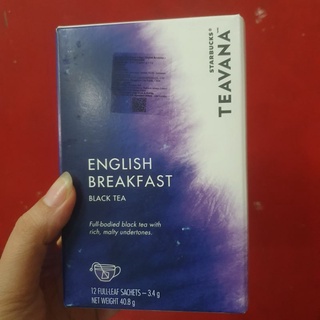 STARBUCKS®
TEAVANA™
ENGLISH
BREAKFAST
BLACK TEA
Full-bodied black tea with
rich, malty undertones.
12 FULL-LEAF SACHETS – 3.4 g
NET WEIGHT 40.8 g